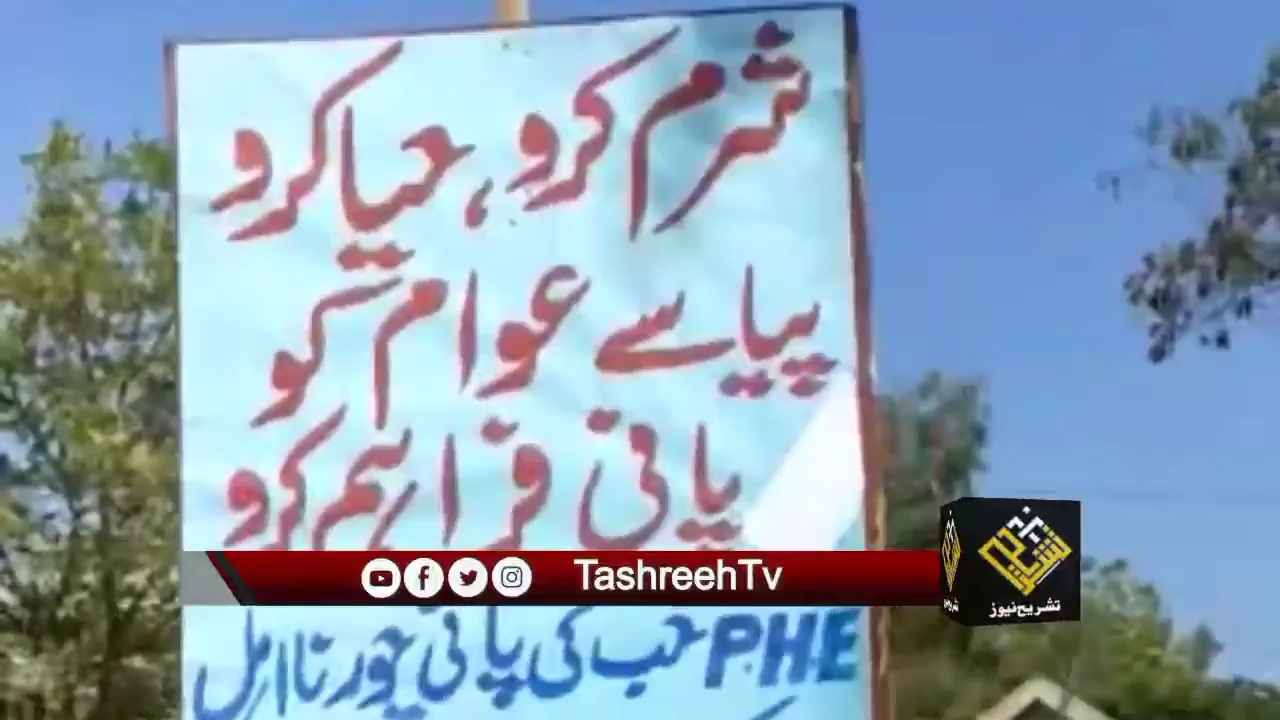 شرم کرو، حیا کرو
پیاسے عوام کو
پانی فراہم کرو
TashreehTv
تشریح نیوز
PHE حب کی پانی چور نااہل